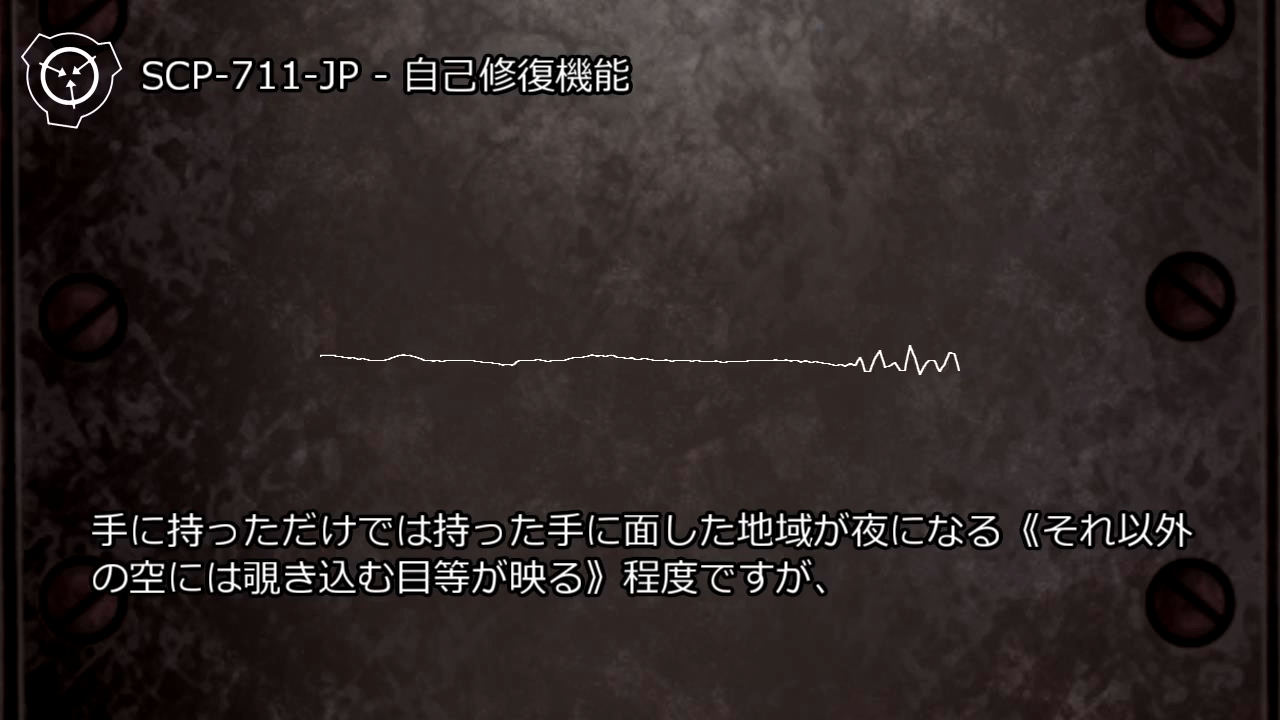 SCP-711-JP - 自己修復機能
手に持っただけでは持った手に面した地域が夜になる《それ以外
の空には覗き込む目等が映る》程度ですが、